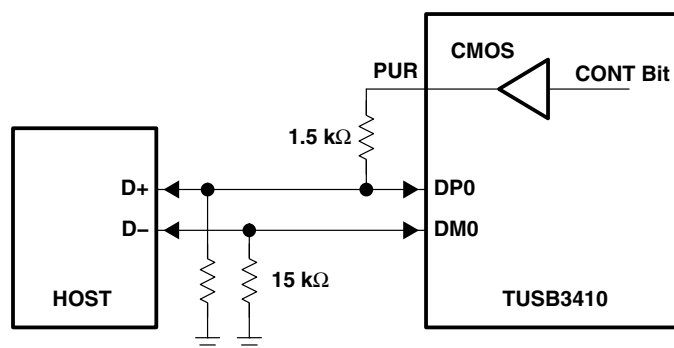 CMOS
PUR
CONT Bit
1.5 kΩ
D+
DP0
D−
DM0
15 kΩ
HOST
TUSB3410